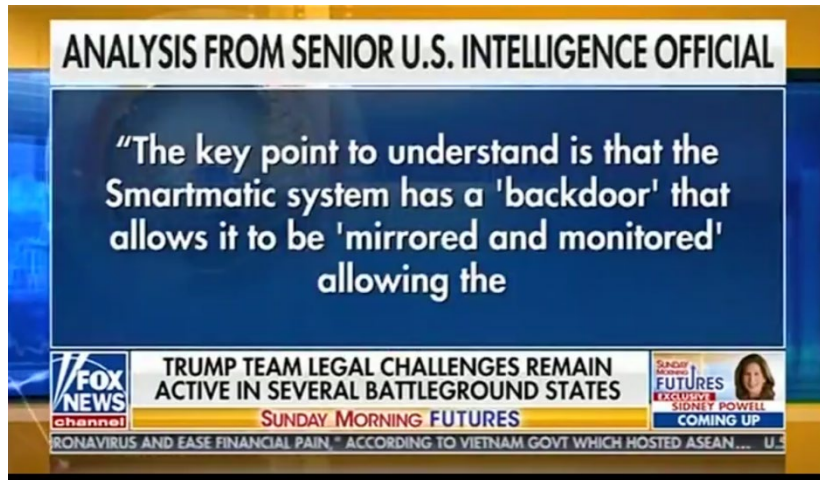 ANALYSIS FROM SENIOR U.S. INTELLIGENCE OFFICIAL
“The key point to understand is that the
Smartmatic system has a 'backdoor' that
allows it to be 'mirrored and monitored'
allowing the
FOX
NEWS
channel
TRUMP TEAM LEGAL CHALLENGES REMAIN
ACTIVE IN SEVERAL BATTLEGROUND STATES
SUNDAY MORNING FUTURES
SUNDAY
MORNING
FUTURES
EXCLUSIVE
SIDNEY POWELL
COMING UP
RONAVIRUS AND EASE FINANCIAL PAIN," ACCORDING TO VIETNAM GOVT WHICH HOSTED ASEAN... U.S